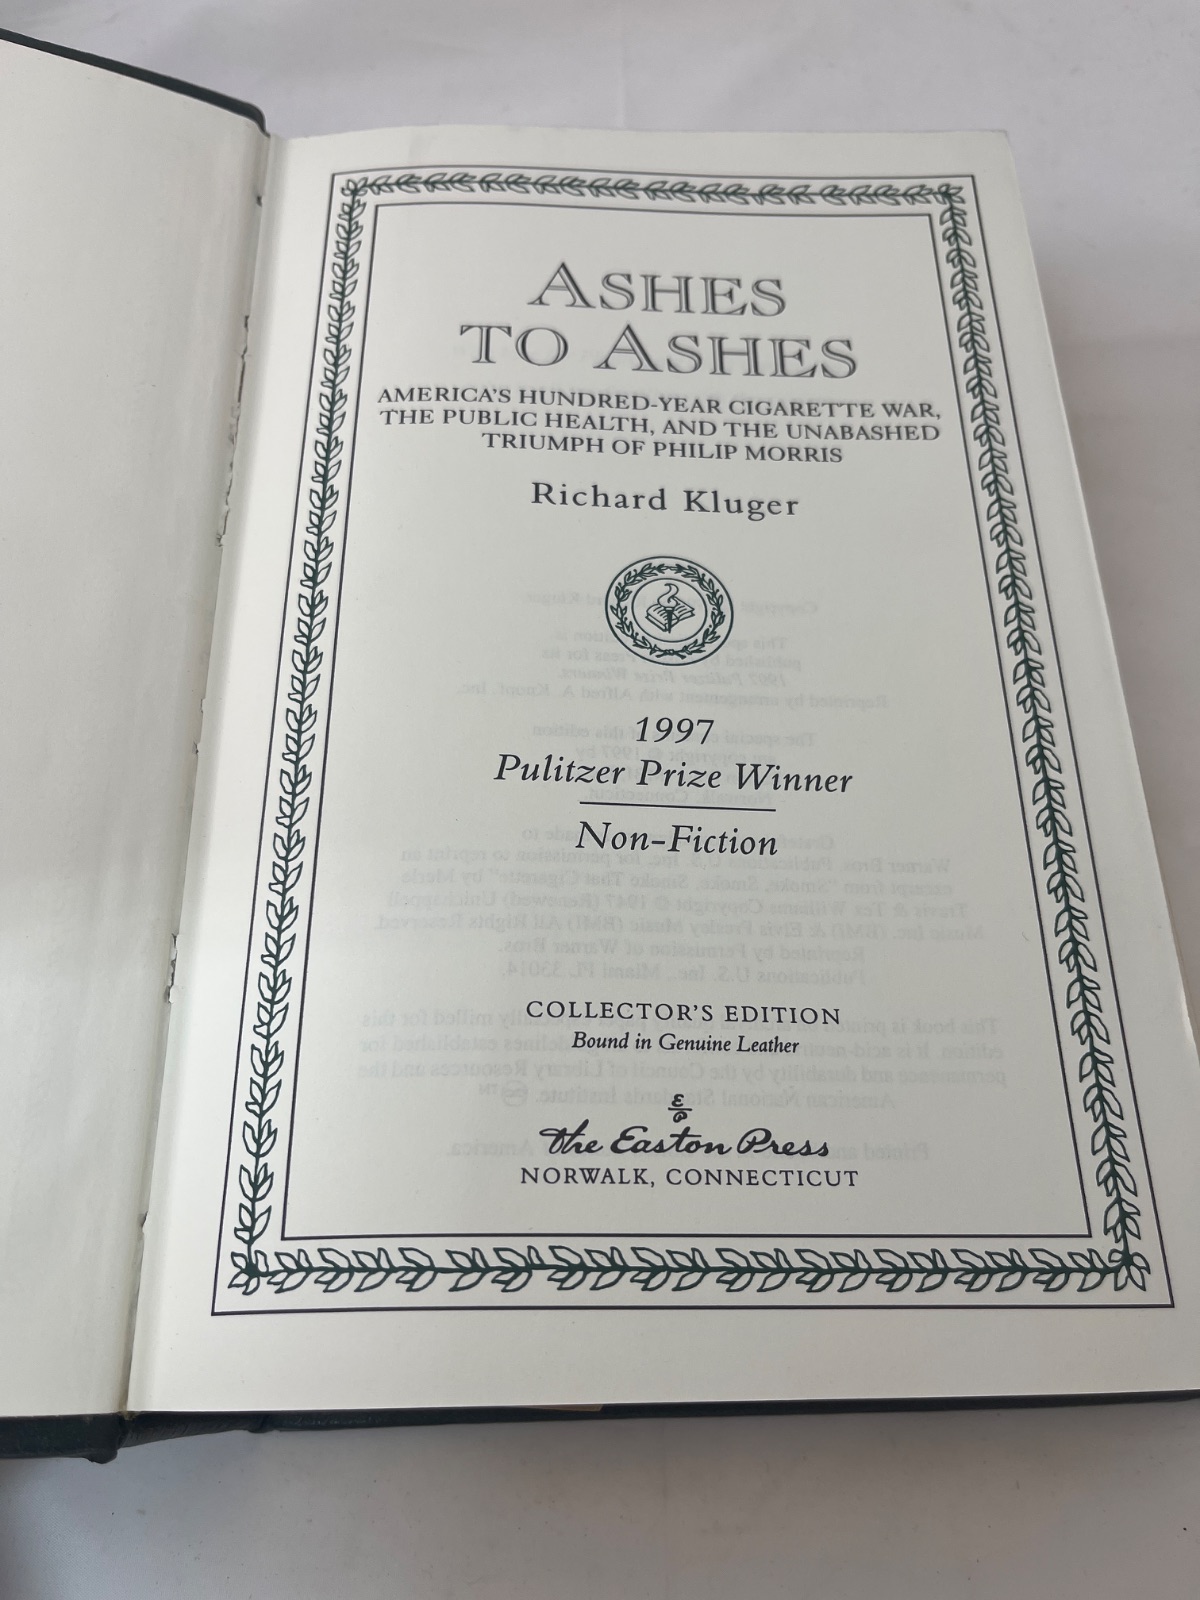 ASHES
TO ASHES
AMERICA'S HUNDRED-YEAR CIGARETTE WAR,
THE PUBLIC HEALTH, AND THE UNABASHED
TRIUMPH OF PHILIP MORRIS
Richard Kluger
1997
Pulitzer Prize Winner
Non-Fiction
COLLECTOR'S EDITION
Bound in Genuine Leather
The Easton Press
NORWALK, CONNECTICUT